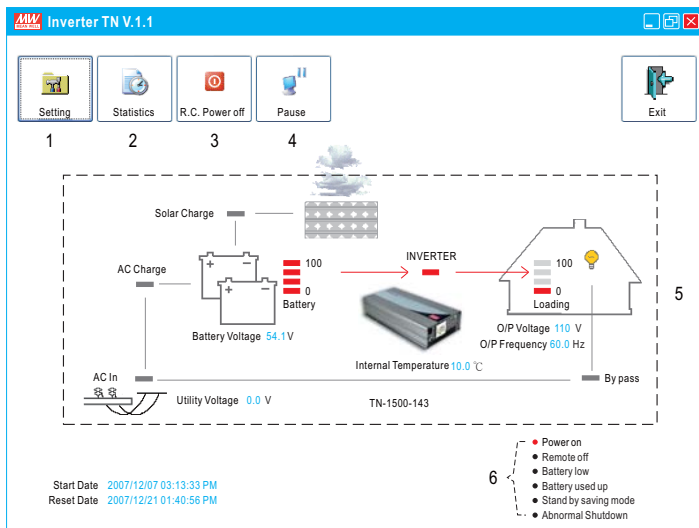 MW
MEAN WELL
Inverter TN V.1.1
Setting
Statistics
R.C. Power off
Pause
Exit
1
2
3
4
Solar Charge
AC Charge
+ -
+ -
100
0
Battery
INVERTER
100
0
Loading
5
Battery Voltage 54.1 V
O/P Voltage 110 V
O/P Frequency 60.0 Hz
Internal Temperature 10.0 ℃
AC In
By pass
Utility Voltage 0.0 V
TN-1500-143
6
Power on
Remote off
Battery low
Battery used up
Stand by saving mode
Abnormal Shutdown
Start Date 2007/12/07 03:13:33 PM
Reset Date 2007/12/21 01:40:56 PM